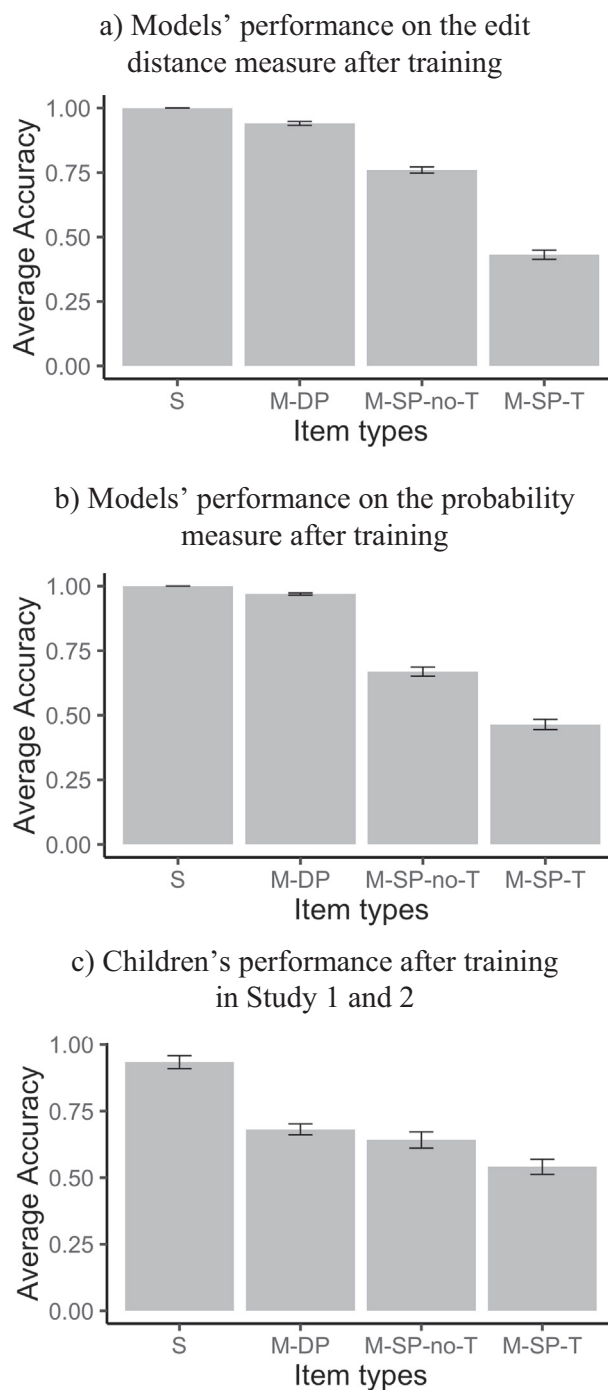 a) Models’ performance on the edit
distance measure after training
Average Accuracy
1.00
0.75
0.50
0.25
0.00
S M-DP M-SP-no-T M-SP-T
Item types
b) Models’ performance on the probability
measure after training
Average Accuracy
1.00
0.75
0.50
0.25
0.00
S M-DP M-SP-no-T M-SP-T
Item types
c) Children’s performance after training
in Study 1 and 2
Average Accuracy
1.00
0.75
0.50
0.25
0.00
S M-DP M-SP-no-T M-SP-T
Item types